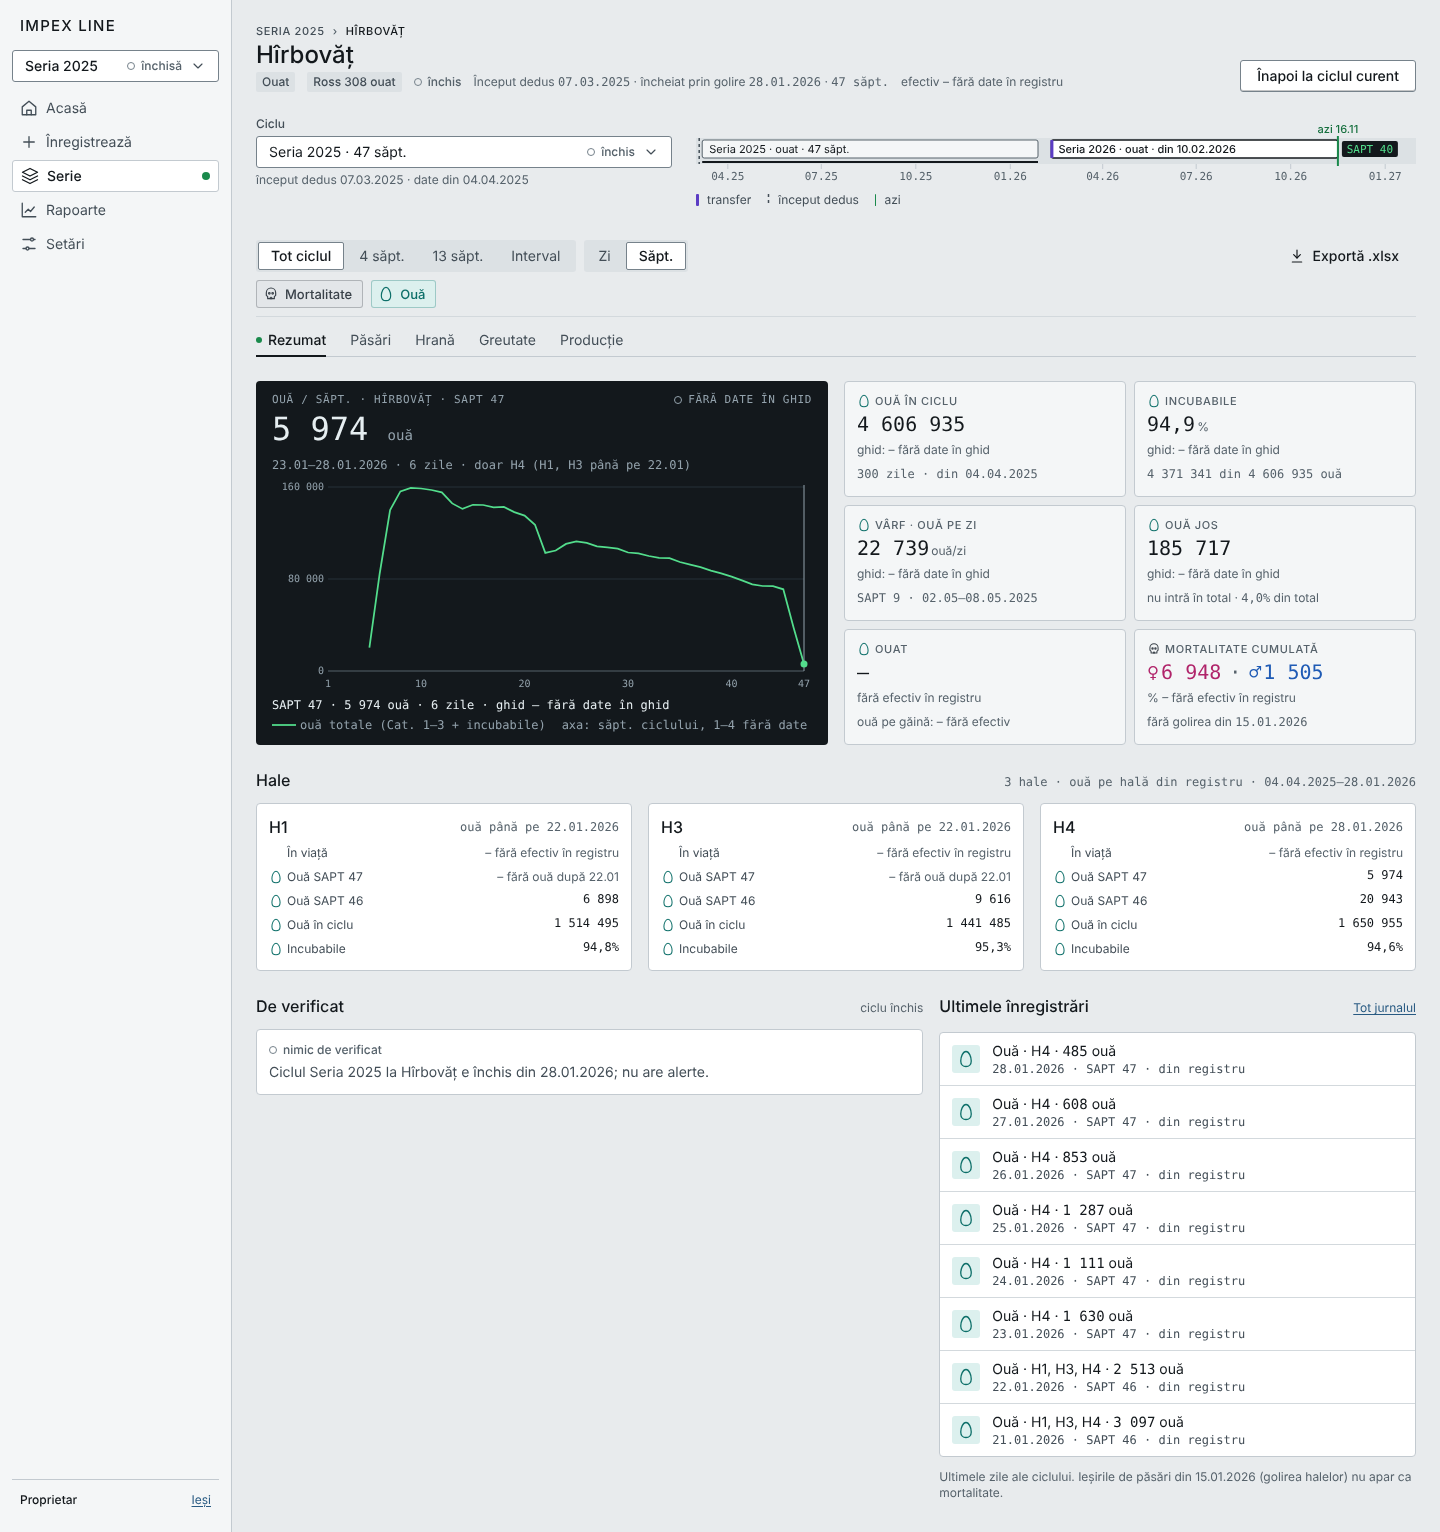 IMPEX LINE
Seria 2025 închisă
Acasă
Înregistrează
Serie
Rapoarte
Setări
SERIA 2025 › HÎRBOVĂȚ
Hîrbovăț
Ouat Ross 308 ouat închis Început dedus 07.03.2025 · încheiat prin golire 28.01.2026 · 47 săpt. efectiv – fără date în registru
Înapoi la ciclul curent
Ciclu
Seria 2025 · 47 săpt. închis
început dedus 07.03.2025 · date din 04.04.2025
azi 16.11
Seria 2025 · ouat · 47 săpt.
Seria 2026 · ouat · din 10.02.2026
SAPT 40
04.25 07.25 10.25 01.26 04.26 07.26 10.26 01.27
transfer început dedus azi
Tot ciclul 4 săpt. 13 săpt. Interval Zi Săpt.
Exportă .xlsx
Mortalitate Ouă
Rezumat Păsări Hrană Greutate Producție
OUĂ / SĂPT. · HÎRBOVĂȚ · SAPT 47 FĂRĂ DATE ÎN GHID
5 974 ouă
23.01–28.01.2026 · 6 zile · doar H4 (H1, H3 până pe 22.01)
160 000
80 000
0
1 10 20 30 40 47
SAPT 47 · 5 974 ouă · 6 zile · ghid – fără date în ghid
ouă totale (Cat. 1–3 + incubabile) axa: săpt. ciclului, 1–4 fără date
OUĂ ÎN CICLU
4 606 935
ghid: – fără date în ghid
300 zile · din 04.04.2025
INCUBABILE
94,9 %
ghid: – fără date în ghid
4 371 341 din 4 606 935 ouă
VÂRF · OUĂ PE ZI
22 739 ouă/zi
ghid: – fără date în ghid
SAPT 9 · 02.05–08.05.2025
OUĂ JOS
185 717
ghid: – fără date în ghid
nu intră în total · 4,0% din total
OUAT
–
fără efectiv în registru
ouă pe găină: – fără efectiv
MORTALITATE CUMULATĂ
♀6 948 · ♂1 505
% – fără efectiv în registru
fără golirea din 15.01.2026
Hale
3 hale · ouă pe hală din registru · 04.04.2025–28.01.2026
H1 ouă până pe 22.01.2026
În viață – fără efectiv în registru
Ouă SAPT 47 – fără ouă după 22.01
Ouă SAPT 46 6 898
Ouă în ciclu 1 514 495
Incubabile 94,8%
H3 ouă până pe 22.01.2026
În viață – fără efectiv în registru
Ouă SAPT 47 – fără ouă după 22.01
Ouă SAPT 46 9 616
Ouă în ciclu 1 441 485
Incubabile 95,3%
H4 ouă până pe 28.01.2026
În viață – fără efectiv în registru
Ouă SAPT 47 5 974
Ouă SAPT 46 20 943
Ouă în ciclu 1 650 955
Incubabile 94,6%
De verificat ciclu închis
nimic de verificat
Ciclul Seria 2025 la Hîrbovăț e închis din 28.01.2026; nu are alerte.
Ultimele înregistrări Tot jurnalul
Ouă · H4 · 485 ouă
28.01.2026 · SAPT 47 · din registru
Ouă · H4 · 608 ouă
27.01.2026 · SAPT 47 · din registru
Ouă · H4 · 853 ouă
26.01.2026 · SAPT 47 · din registru
Ouă · H4 · 1 287 ouă
25.01.2026 · SAPT 47 · din registru
Ouă · H4 · 1 111 ouă
24.01.2026 · SAPT 47 · din registru
Ouă · H4 · 1 630 ouă
23.01.2026 · SAPT 47 · din registru
Ouă · H1, H3, H4 · 2 513 ouă
22.01.2026 · SAPT 46 · din registru
Ouă · H1, H3, H4 · 3 097 ouă
21.01.2026 · SAPT 46 · din registru
Ultimele zile ale ciclului. Ieșirile de păsări din 15.01.2026 (golirea halelor) nu apar ca
mortalitate.
Proprietar Ieși